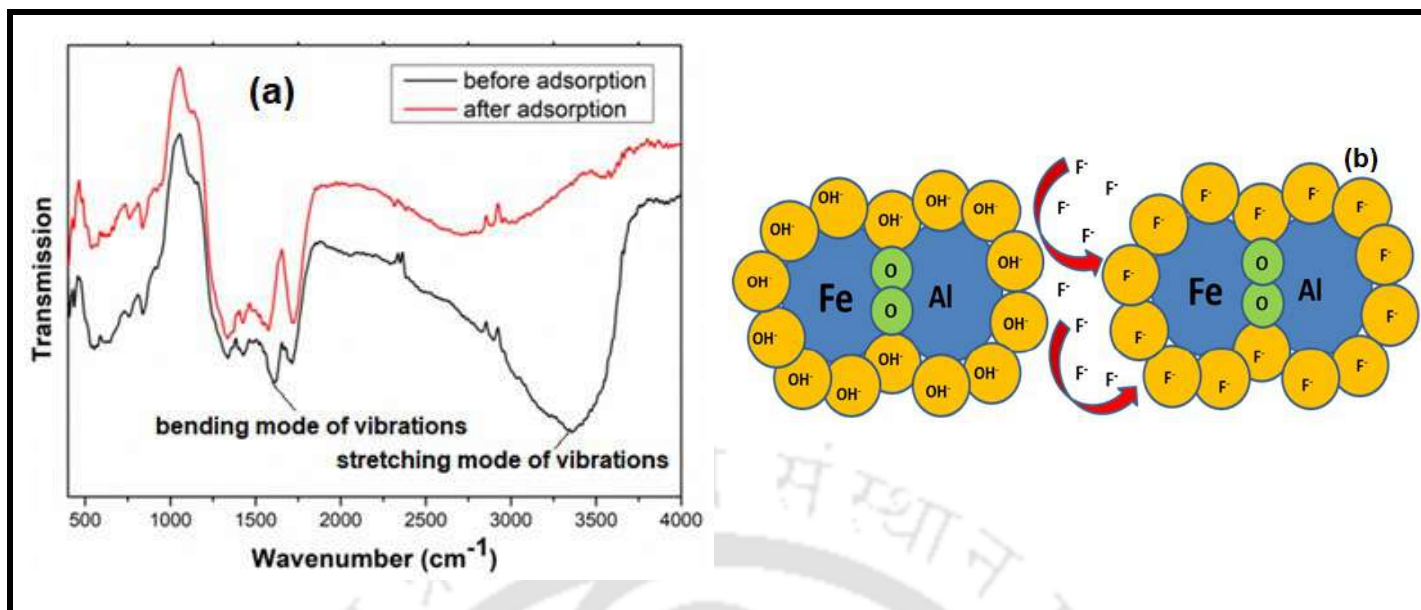 (a)
before adsorption
after adsorption
bending mode of vibrations
stretching mode of vibrations
Transmission
500 1000 1500 2000 2500 3000 3500 4000
Wavenumber (cm⁻¹)
OH⁻
OH⁻
OH⁻
OH⁻
OH⁻
OH⁻
OH⁻
OH⁻
OH⁻
OH⁻
OH⁻
OH⁻
OH⁻
OH⁻
Fe
O
O
Al
F⁻
F⁻
F⁻
F⁻
F⁻
F⁻
F⁻
F⁻
(b)
F⁻
F⁻
F⁻
F⁻
F⁻
F⁻
F⁻
F⁻
F⁻
F⁻
F⁻
F⁻
F⁻
F⁻
Fe
O
O
Al
संस्थान